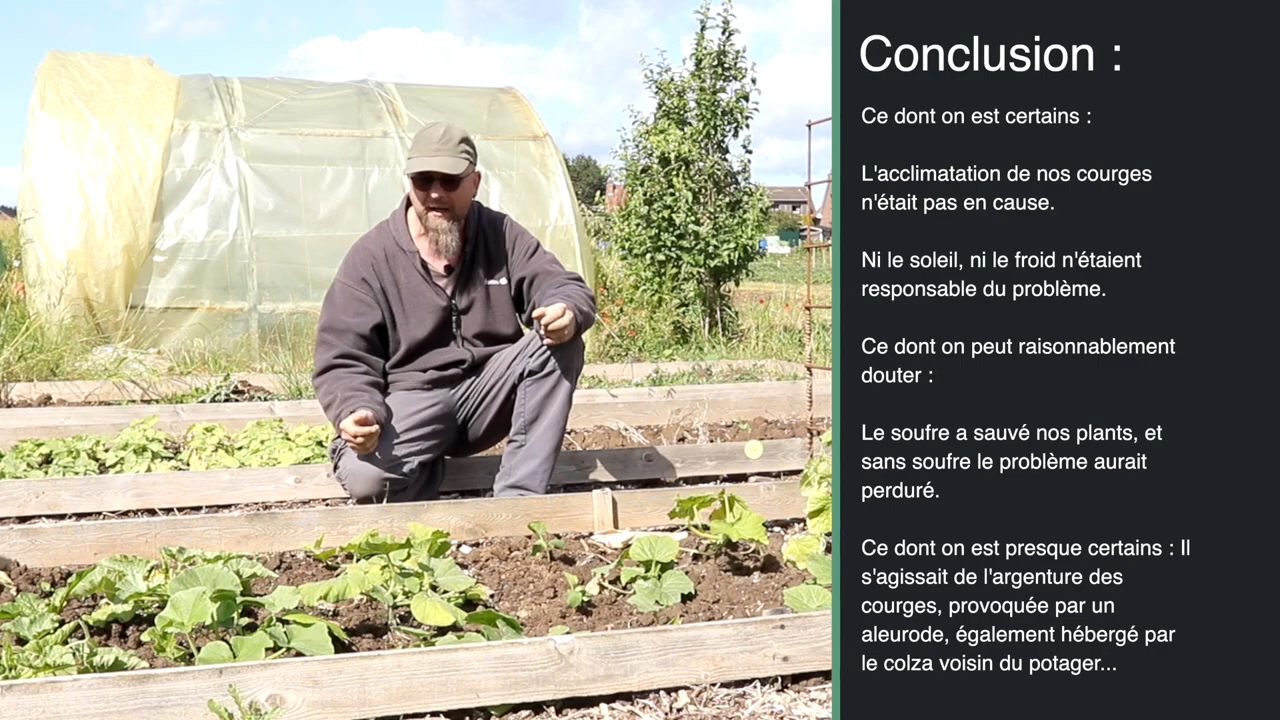 Conclusion :
Ce dont on est certains :
L'acclimatation de nos courges
n'était pas en cause.
Ni le soleil, ni le froid n'étaient
responsable du problème.
Ce dont on peut raisonnablement
douter :
Le soufre a sauvé nos plants, et
sans soufre le problème aurait
perduré.
Ce dont on est presque certains : Il
s'agissait de l'argenture des
courges, provoquée par un
aleurode, également hébergé par
le colza voisin du potager...